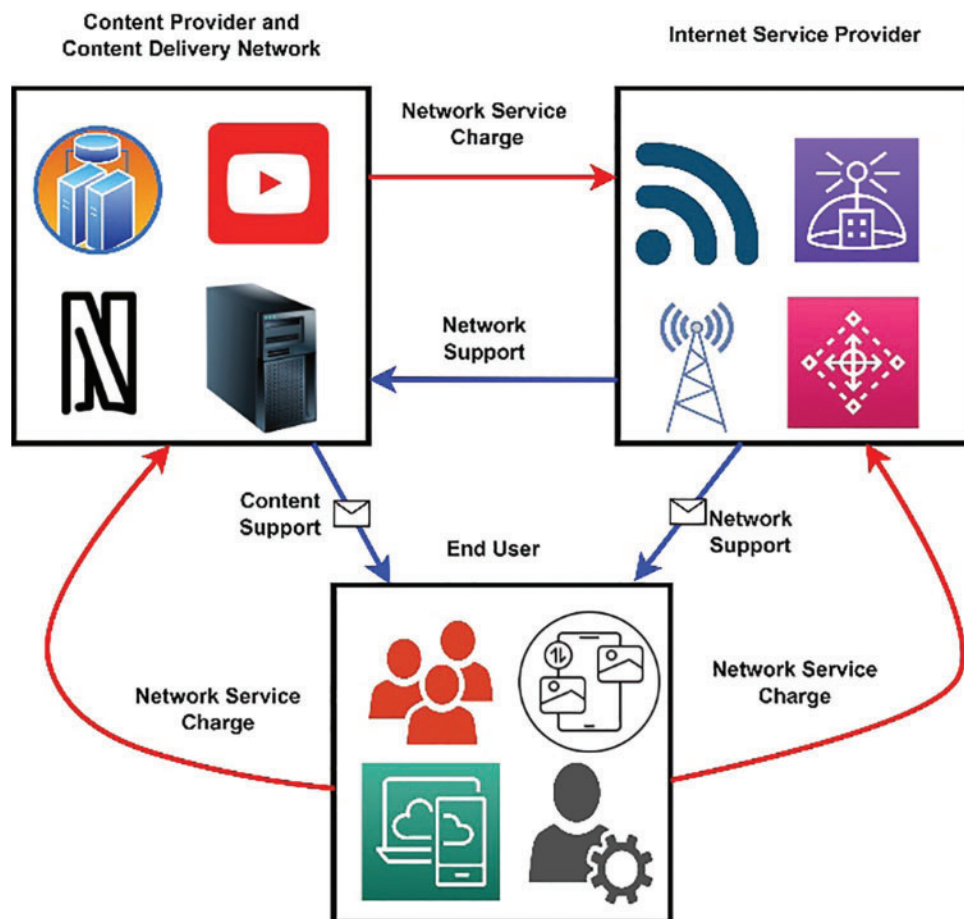 Content Provider and
Content Delivery Network
Internet Service Provider
Network Service
Charge
Network
Support
Content
Support
Network
Support
End User
Network Service
Charge
Network Service
Charge